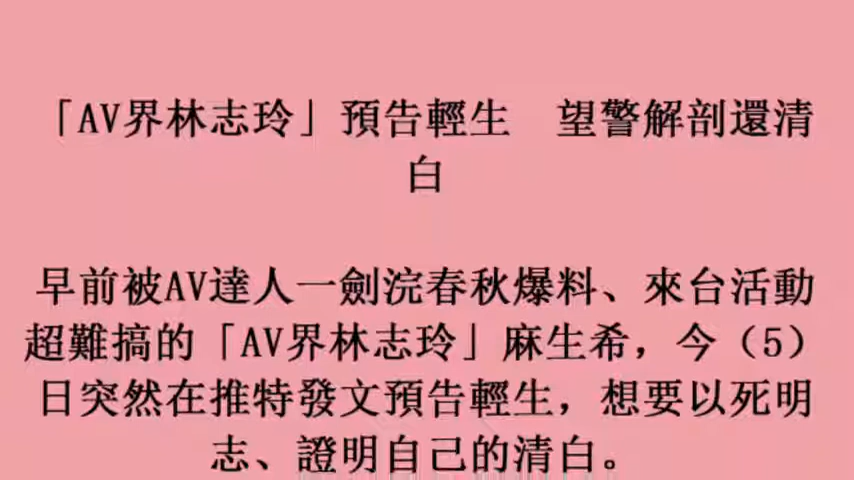 「AV界林志玲」預告輕生　望警解剖還清
白
早前被AV達人一劍浣春秋爆料、來台活動
超難搞的「AV界林志玲」麻生希，今（5）
日突然在推特發文預告輕生，想要以死明
志、證明自己的清白。